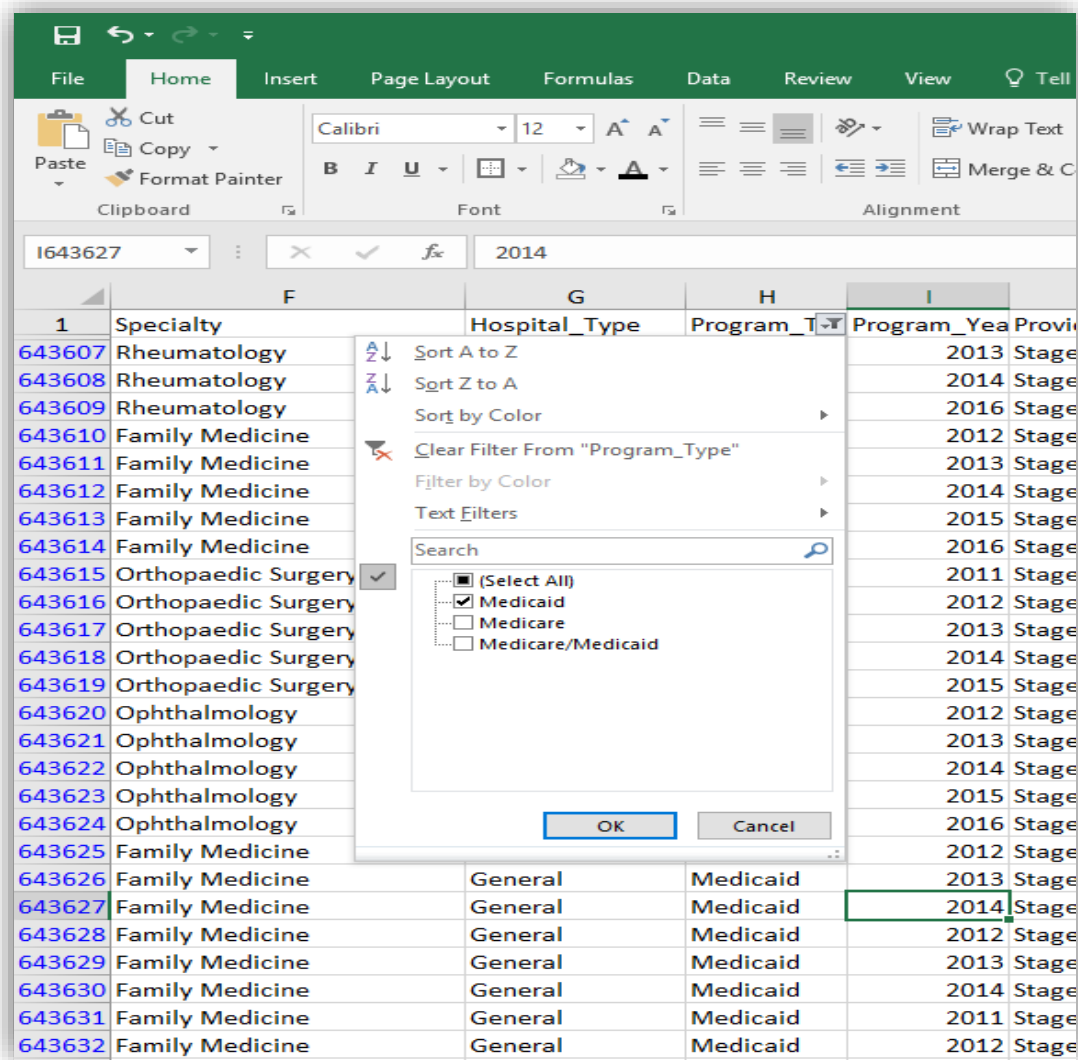 File Home Insert Page Layout Formulas Data Review View Tell
Cut
Calibri 12 A A Wrap Text
Copy
Paste
B I U A Merge & C
Format Painter
Clipboard Font Alignment
I643627 fx 2014
F G H I
1 Specialty Hospital_Type Program_T Program_Yea Provi
643607 Rheumatology 2013 Stage
643608 Rheumatology 2014 Stage
643609 Rheumatology 2016 Stage
643610 Family Medicine 2012 Stage
643611 Family Medicine 2013 Stage
643612 Family Medicine 2014 Stage
643613 Family Medicine 2015 Stage
643614 Family Medicine 2016 Stage
643615 Orthopaedic Surgery 2011 Stage
643616 Orthopaedic Surgery 2012 Stage
643617 Orthopaedic Surgery 2013 Stage
643618 Orthopaedic Surgery 2014 Stage
643619 Orthopaedic Surgery 2015 Stage
643620 Ophthalmology 2012 Stage
643621 Ophthalmology 2013 Stage
643622 Ophthalmology 2014 Stage
643623 Ophthalmology 2015 Stage
643624 Ophthalmology 2016 Stage
643625 Family Medicine 2012 Stage
Sort A to Z
Sort Z to A
Sort by Color
Clear Filter From "Program_Type"
Filter by Color
Text Filters
Search
(Select All)
Medicaid
Medicare
Medicare/Medicaid
OK Cancel
643626 Family Medicine General Medicaid 2013 Stage
643627 Family Medicine General Medicaid 2014 Stage
643628 Family Medicine General Medicaid 2012 Stage
643629 Family Medicine General Medicaid 2013 Stage
643630 Family Medicine General Medicaid 2014 Stage
643631 Family Medicine General Medicaid 2011 Stage
643632 Family Medicine General Medicaid 2012 Stage